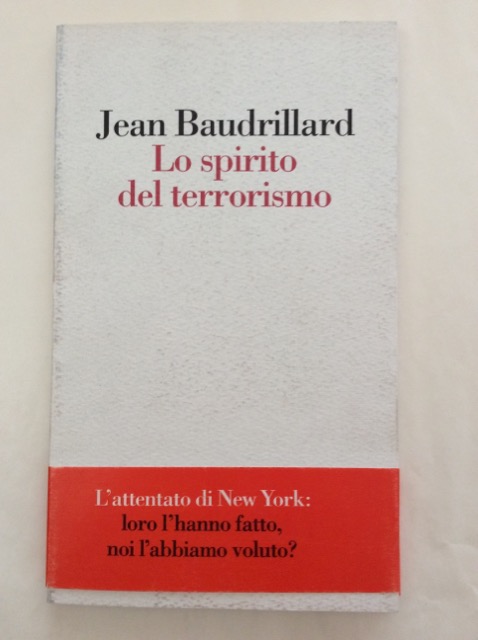 Jean Baudrillard
Lo spirito
del terrorismo
L'attentato di New York:
loro l'hanno fatto,
noi l'abbiamo voluto?